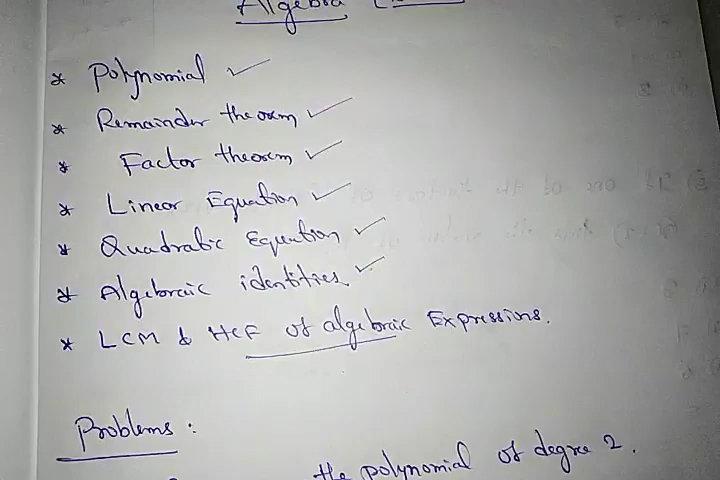 Algebra
* Polynomial ✓
* Remainder theorem ✓
* Factor theorem ✓
* Linear Equation ✓
* Quadratic Equation ✓
* Algebraic identities ✓
* LCM & HCF of algebraic Expressions.
Problems :
the polynomial of degree 2.